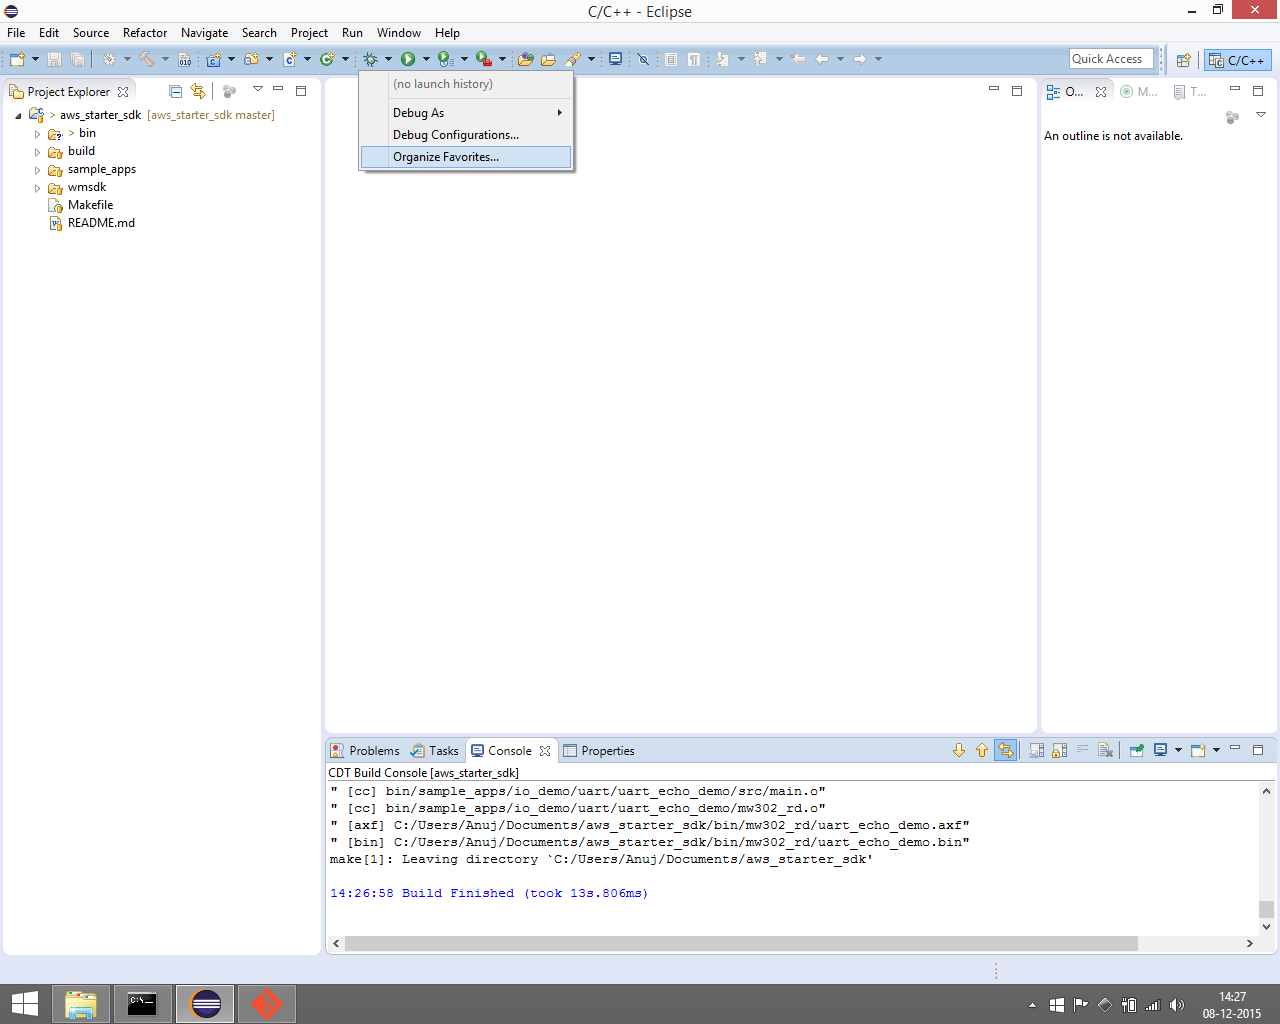 C/C++ - Eclipse
File Edit Source Refactor Navigate Search Project Run Window Help
010
Quick Access
C/C++
Project Explorer
> aws_starter_sdk [aws_starter_sdk master]
> bin
build
sample_apps
wmsdk
Makefile
README.md
(no launch history)
Debug As
Debug Configurations...
Organize Favorites...
O... M... T...
An outline is not available.
Problems Tasks Console Properties
CDT Build Console [aws_starter_sdk]
" [cc] bin/sample_apps/io_demo/uart/uart_echo_demo/src/main.o"
" [cc] bin/sample_apps/io_demo/uart/uart_echo_demo/mw302_rd.o"
" [axf] C:/Users/Anuj/Documents/aws_starter_sdk/bin/mw302_rd/uart_echo_demo.axf"
" [bin] C:/Users/Anuj/Documents/aws_starter_sdk/bin/mw302_rd/uart_echo_demo.bin"
make[1]: Leaving directory `C:/Users/Anuj/Documents/aws_starter_sdk'
14:26:58 Build Finished (took 13s.806ms)
C:\.
14:27
08-12-2015